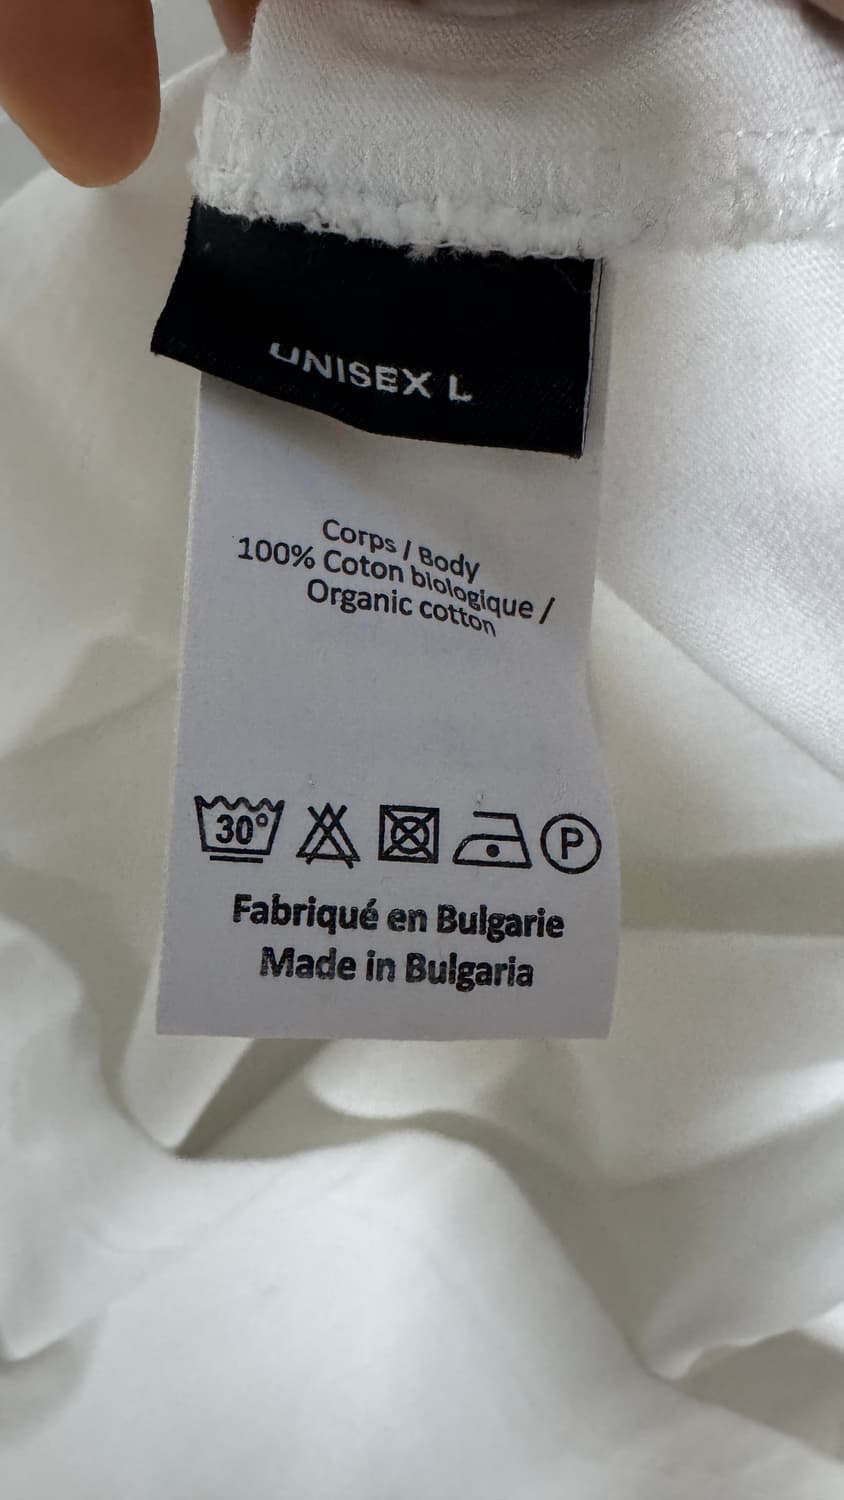 UNISEX L
Corps / Body
100% Coton biologique /
Organic cotton
30°
P
Fabriqué en Bulgarie
Made in Bulgaria